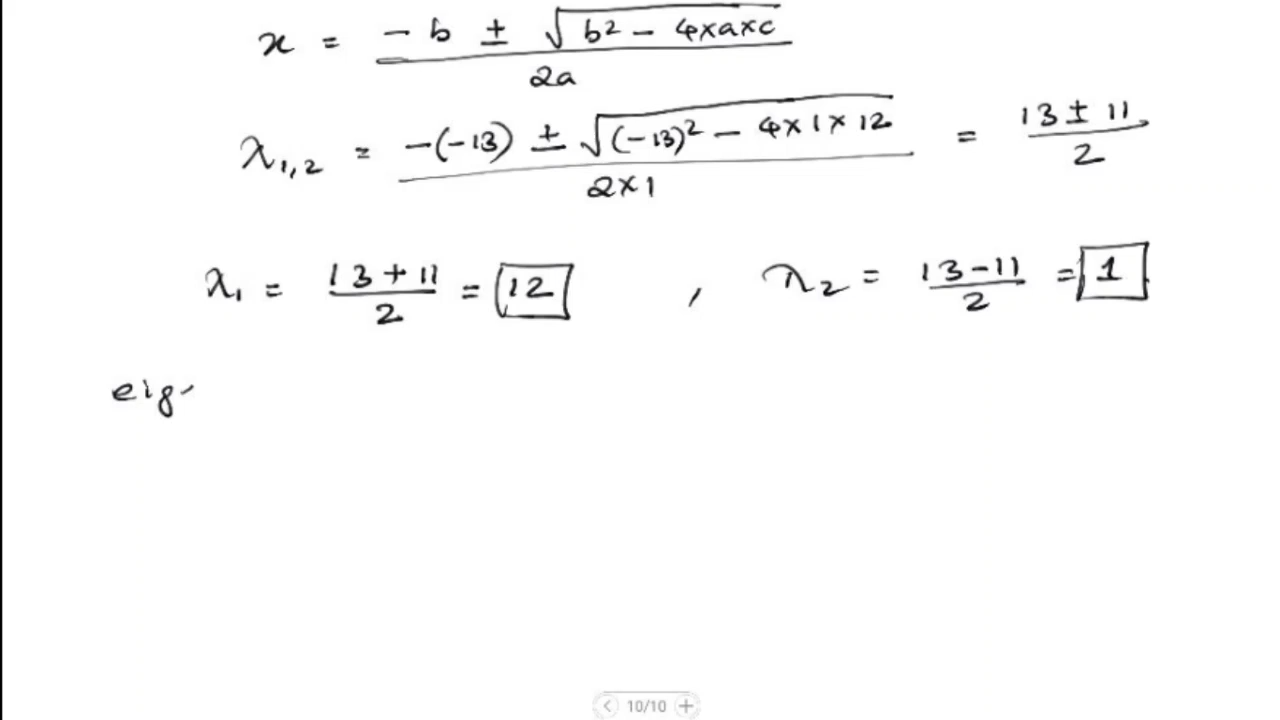 x = (- b ± √(b² - 4×a×c)) / 2a
λ₁,₂ = (-(-13) ± √((-13)² - 4×1×12)) / (2×1) = (13 ± 11) / 2
λ₁ = (13 + 11) / 2 = 12 , λ₂ = (13 - 11) / 2 = 1
eig
< 10/10 +